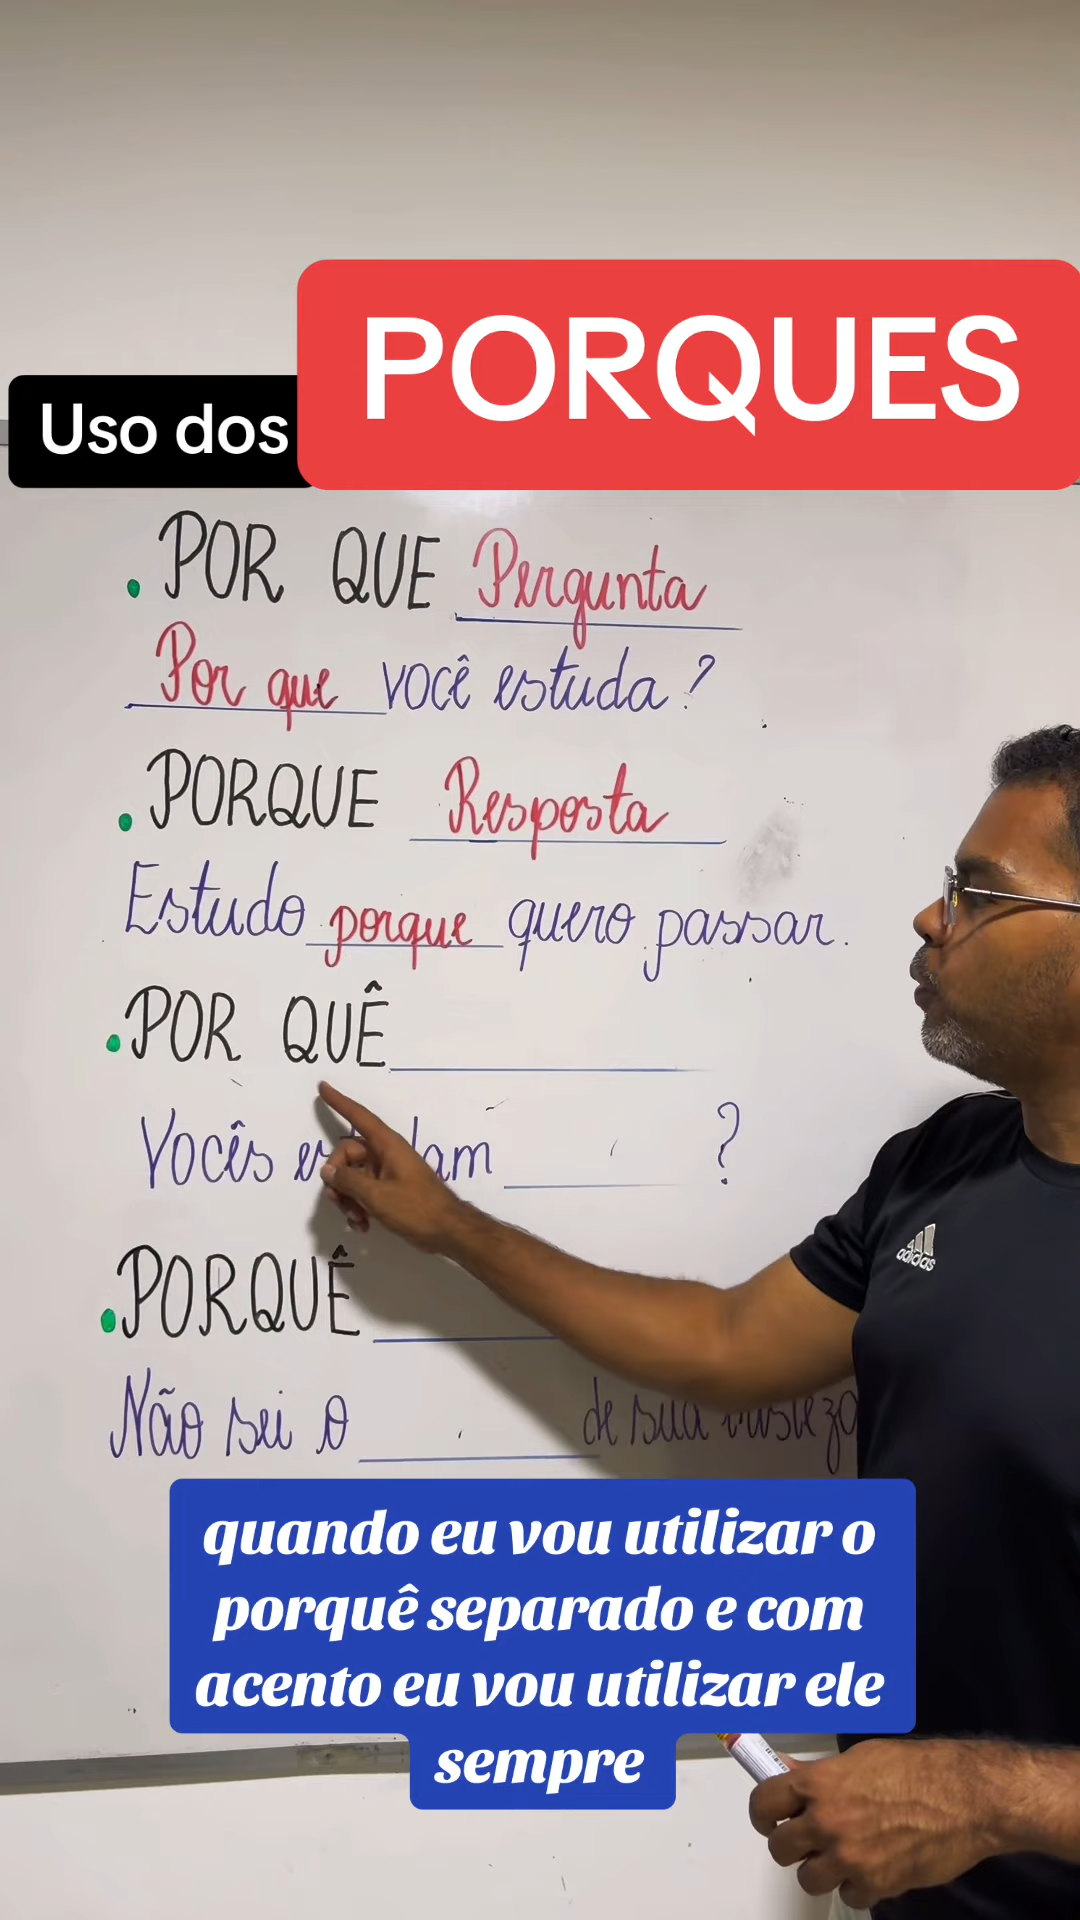 Uso dos PORQUES
. POR QUE Pergunta
Por que você estuda?
. PORQUE Resposta
Estudo porque quero passar.
. POR QUÊ
Vocês estudam ?
. PORQUÊ
Não sei o de sua tristeza
adidas
quando eu vou utilizar o
porquê separado e com
acento eu vou utilizar ele
sempre